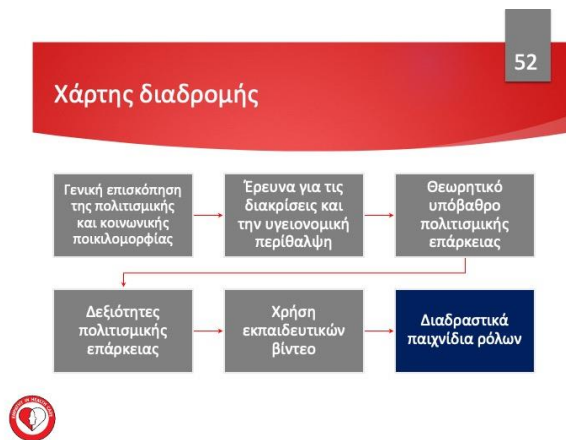 52
Χάρτης διαδρομής
Γενική επισκόπηση
της πολιτισμικής
και κοινωνικής
ποικιλομορφίας
Έρευνα για τις
διακρίσεις και
την υγειονομική
περίθαλψη
Θεωρητικό
υπόβαθρο
πολιτισμικής
επάρκειας
Δεξιότητες
πολιτισμικής
επάρκειας
Χρήση
εκπαιδευτικών
βίντεο
Διαδραστικά
παιχνίδια ρόλων